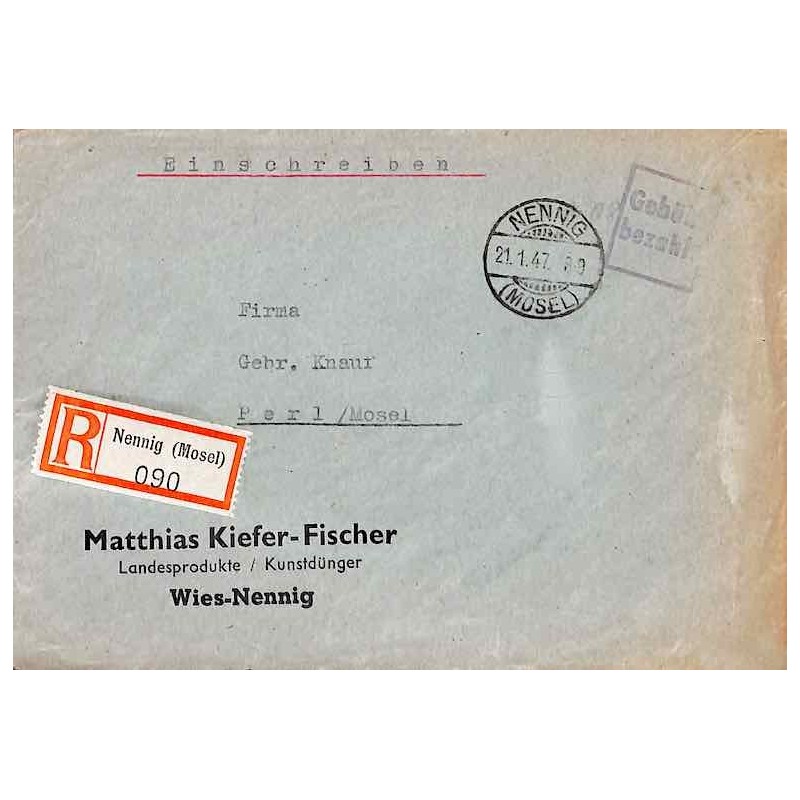 Einschreiben
NENNIG
21.1.47.
(MOSEL)
Firma
Gebr. Knauf
Perl/Mosel
R
Nennig (Mosel)
090
Matthias Kiefer-Fischer
Landesprodukte / Kunstdünger
Wies-Nennig